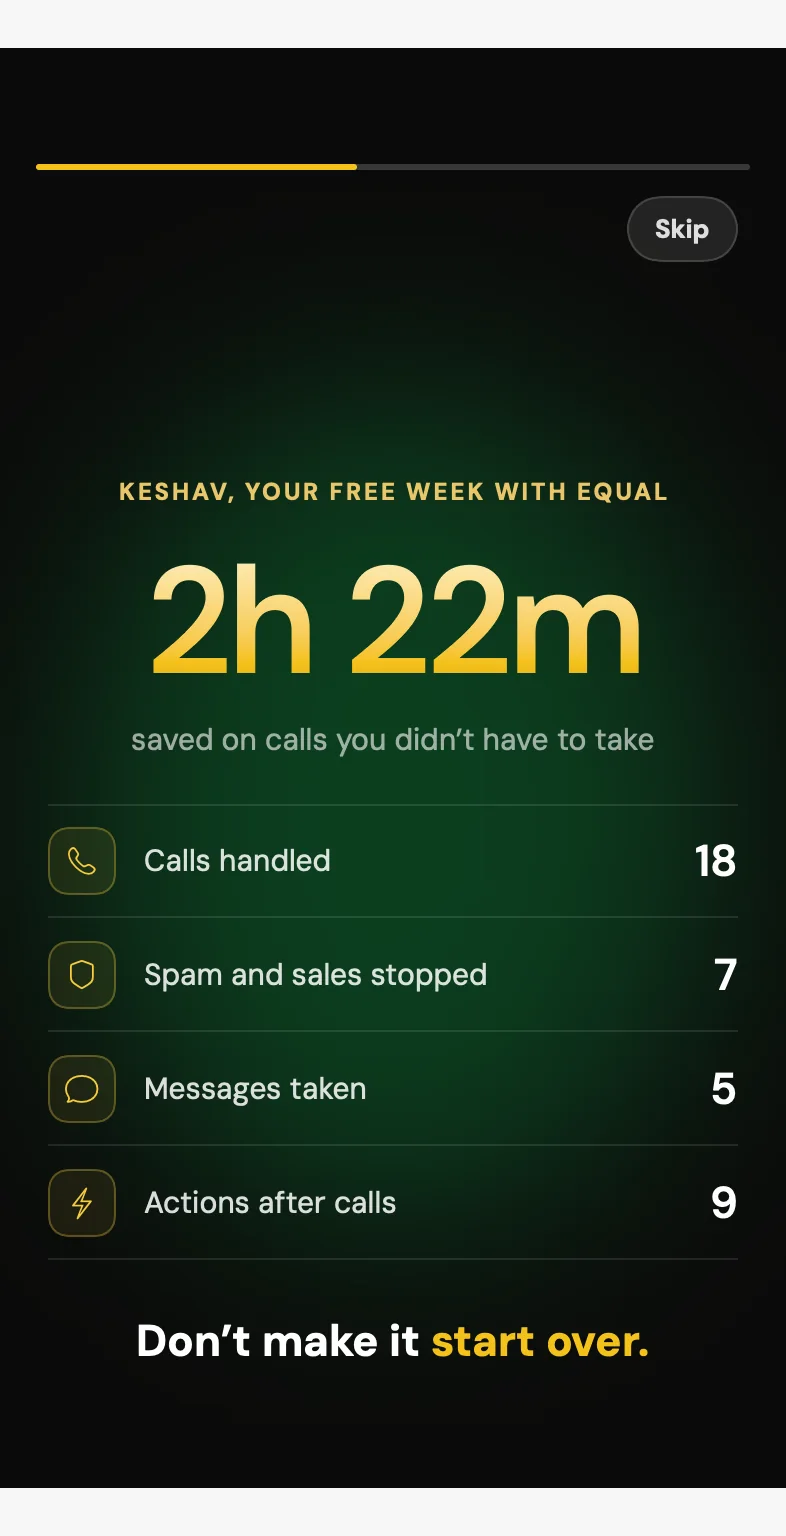 Skip
KESHAV, YOUR FREE WEEK WITH EQUAL
2h 22m
saved on calls you didn’t have to take
Calls handled 18
Spam and sales stopped 7
Messages taken 5
Actions after calls 9
Don’t make it start over.